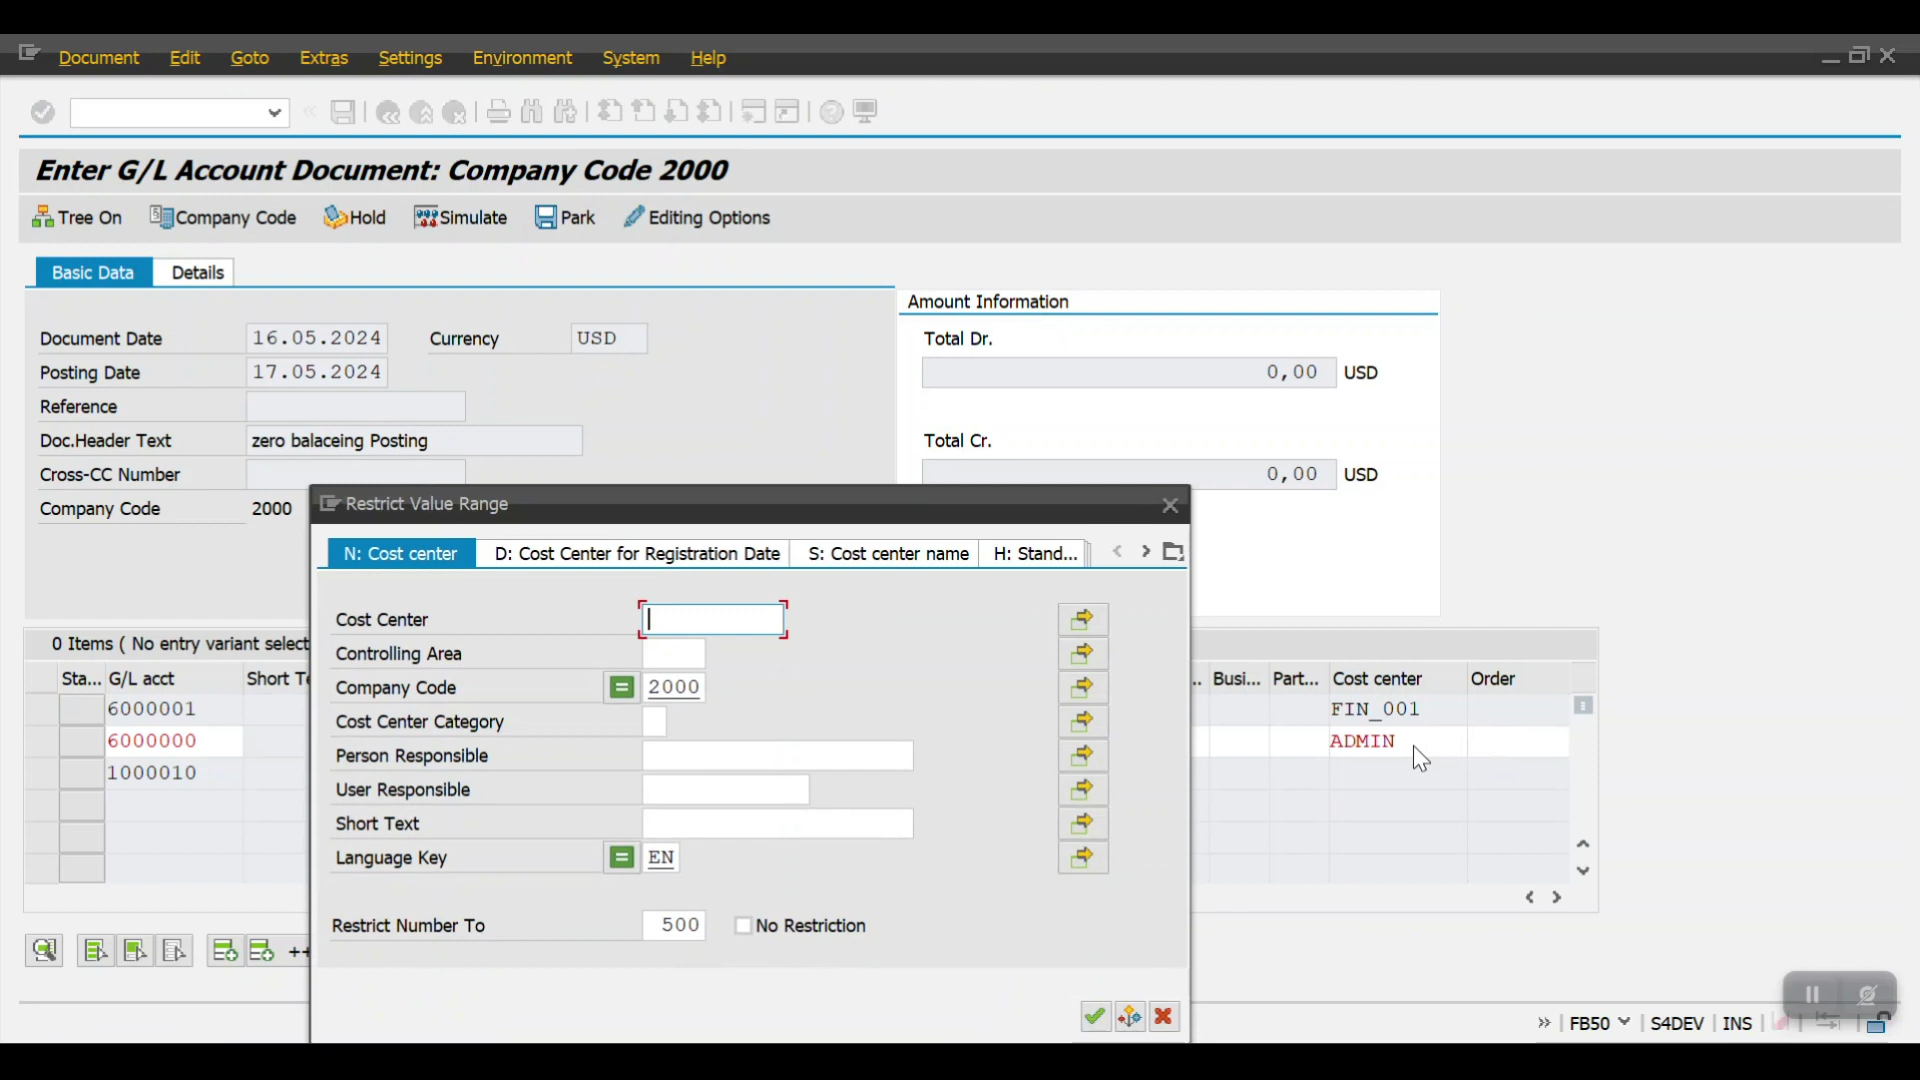 Document Edit Goto Extras Settings Environment System Help
Enter G/L Account Document: Company Code 2000
Tree On Company Code Hold Simulate Park Editing Options
Basic Data Details
Amount Information
Document Date 16.05.2024 Currency USD
Total Dr.
Posting Date 17.05.2024
0,00 USD
Reference
Doc.Header Text zero balaceing Posting
Total Cr.
Cross-CC Number
0,00 USD
Company Code 2000
Restrict Value Range
N: Cost center D: Cost Center for Registration Date S: Cost center name H: Stand...
Cost Center
Controlling Area
Company Code = 2000
Cost Center Category
Person Responsible
User Responsible
Short Text
Language Key = EN
Restrict Number To 500 No Restriction
0 Items ( No entry variant select
Sta... G/L acct Short Te .. Busi... Part... Cost center Order
6000001 FIN_001
6000000 ADMIN
1000010
++
FB50 S4DEV INS